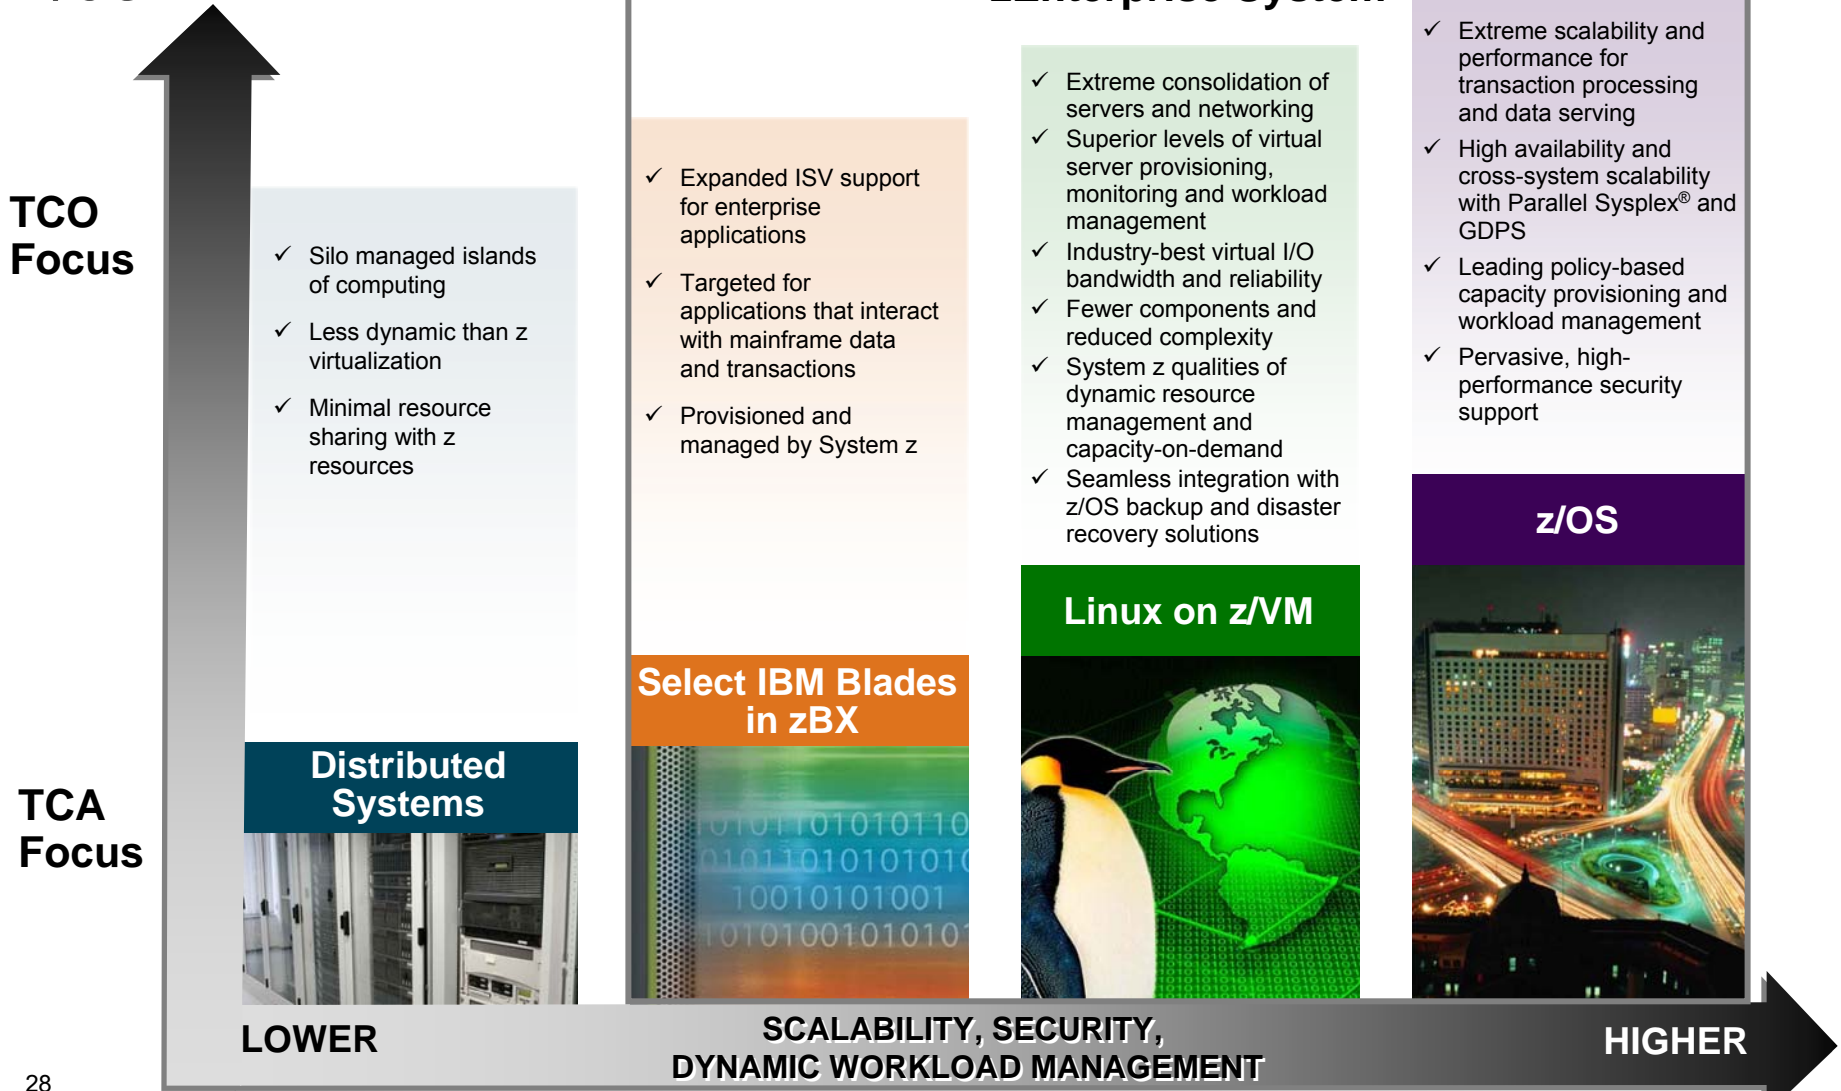 zEnterprise System
TCO
Focus
TCA
Focus
✓ Silo managed islands
of computing
✓ Less dynamic than z
virtualization
✓ Minimal resource
sharing with z
resources
Distributed
Systems
✓ Expanded ISV support
for enterprise
applications
✓ Targeted for
applications that interact
with mainframe data
and transactions
✓ Provisioned and
managed by System z
Select IBM Blades
in zBX
1010110
010110101010
10010101001
10101001010
✓ Extreme consolidation of
servers and networking
✓ Superior levels of virtual
server provisioning,
monitoring and workload
management
✓ Industry-best virtual I/O
bandwidth and reliability
✓ Fewer components and
reduced complexity
✓ System z qualities of
dynamic resource
management and
capacity-on-demand
✓ Seamless integration with
z/OS backup and disaster
recovery solutions
Linux on z/VM
✓ Extreme scalability and
performance for
transaction processing
and data serving
✓ High availability and
cross-system scalability
with Parallel Sysplex® and
GDPS
✓ Leading policy-based
capacity provisioning and
workload management
✓ Pervasive, high-
performance security
support
z/OS
LOWER
SCALABILITY, SECURITY,
DYNAMIC WORKLOAD MANAGEMENT
HIGHER
28